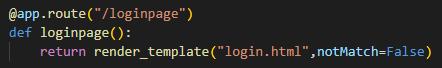 @app.route("/loginpage")
def loginpage():
    return render_template("login.html",notMatch=False)